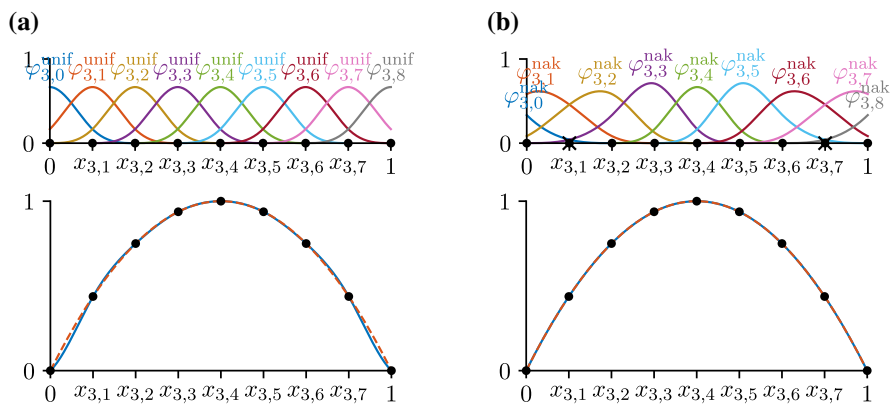 (a)
1
φ_{3,0}^{unif} φ_{3,1}^{unif} φ_{3,2}^{unif} φ_{3,3}^{unif} φ_{3,4}^{unif} φ_{3,5}^{unif} φ_{3,6}^{unif} φ_{3,7}^{unif} φ_{3,8}^{unif}
0
0 x_{3,1} x_{3,2} x_{3,3} x_{3,4} x_{3,5} x_{3,6} x_{3,7} 1
1
0
0 x_{3,1} x_{3,2} x_{3,3} x_{3,4} x_{3,5} x_{3,6} x_{3,7} 1
(b)
1
φ_{3,0}^{nak} φ_{3,1}^{nak} φ_{3,2}^{nak} φ_{3,3}^{nak} φ_{3,4}^{nak} φ_{3,5}^{nak} φ_{3,6}^{nak} φ_{3,7}^{nak} φ_{3,8}^{nak}
0
0 x_{3,1} x_{3,2} x_{3,3} x_{3,4} x_{3,5} x_{3,6} x_{3,7} 1
1
0
0 x_{3,1} x_{3,2} x_{3,3} x_{3,4} x_{3,5} x_{3,6} x_{3,7} 1